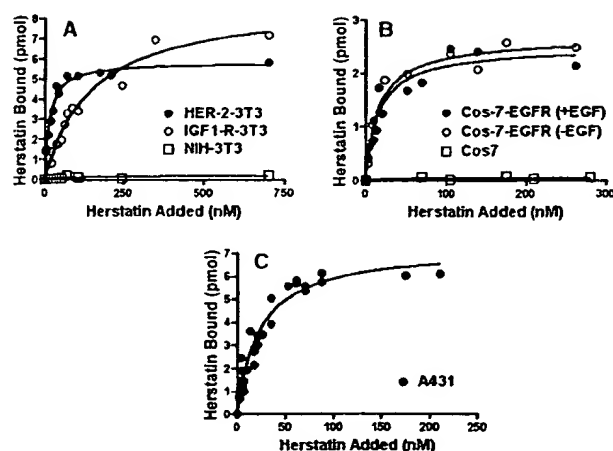 A
Herstatin Bound (pmol)
8
7
6
5
4
3
2
1
0
HER-2-3T3
IGF1-R-3T3
NIH-3T3
0
250
500
750
Herstatin Added (nM)
B
Herstatin Bound (pmol)
3
2
1
0
Cos-7-EGFR (+EGF)
Cos-7-EGFR (-EGF)
Cos7
0
100
200
300
Herstatin Added (nM)
C
Herstatin Bound (pmol)
7
6
5
4
3
2
1
0
A431
0
50
100
150
200
250
Herstatin Added (nM)